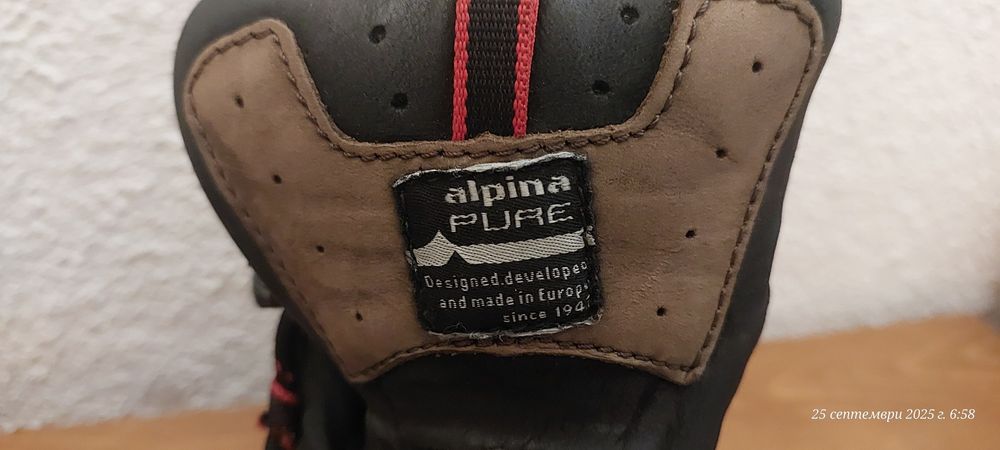 alpina
PURE
Designed.develope
and made in Europ
since 194
25 септември 2025 г. 6:58